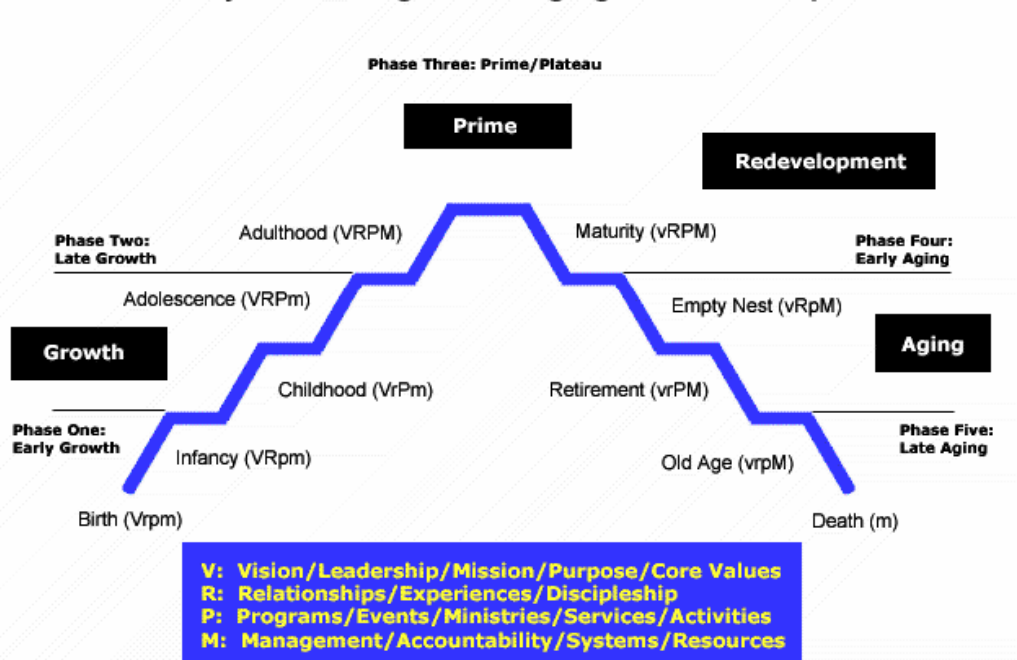 Phase Three: Prime/Plateau
Prime
Redevelopment
Adulthood (VRPM)
Maturity (vRPM)
Phase Two:
Late Growth
Phase Four:
Early Aging
Adolescence (VRPm)
Empty Nest (vRpM)
Growth
Aging
Childhood (VrPm)
Retirement (vrPM)
Phase One:
Early Growth
Phase Five:
Late Aging
Infancy (VRpm)
Old Age (vrpM)
Birth (Vrpm)
Death (m)
V: Vision/Leadership/Mission/Purpose/Core Values
R: Relationships/Experiences/Discipleship
P: Programs/Events/Ministries/Services/Activities
M: Management/Accountability/Systems/Resources